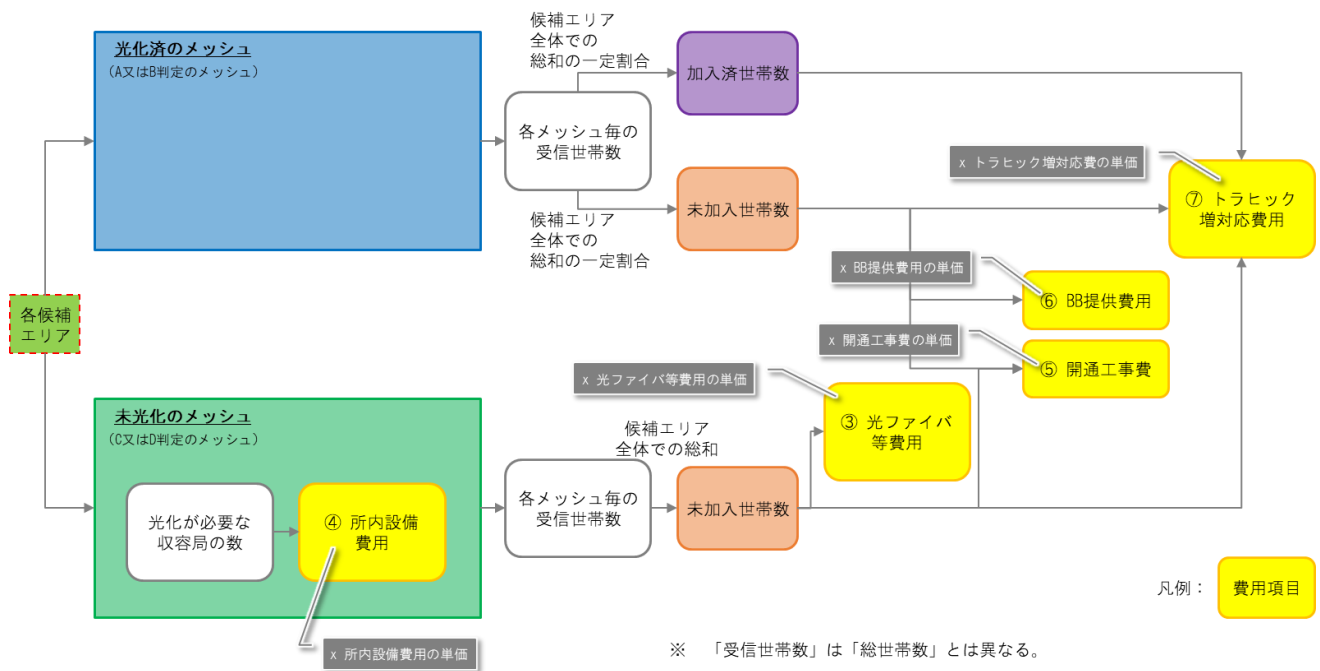 光化済のメッシュ
（A又はB判定のメッシュ）
候補エリア
全体での
総和の一定割合
加入済世帯数
各メッシュ毎の
受信世帯数
x トラヒック増対応費の単価
未加入世帯数
⑦ トラヒック
増対応費用
候補エリア
全体での
総和の一定割合
x BB提供費用の単価
⑥ BB提供費用
各候補
エリア
x 開通工事費の単価
⑤ 開通工事費
x 光ファイバ等費用の単価
未光化のメッシュ
（C又はD判定のメッシュ）
候補エリア
全体での総和
③ 光ファイバ
等費用
光化が必要な
収容局の数
④ 所内設備
費用
各メッシュ毎の
受信世帯数
未加入世帯数
凡例：
費用項目
x 所内設備費用の単価
※　「受信世帯数」は「総世帯数」とは異なる。